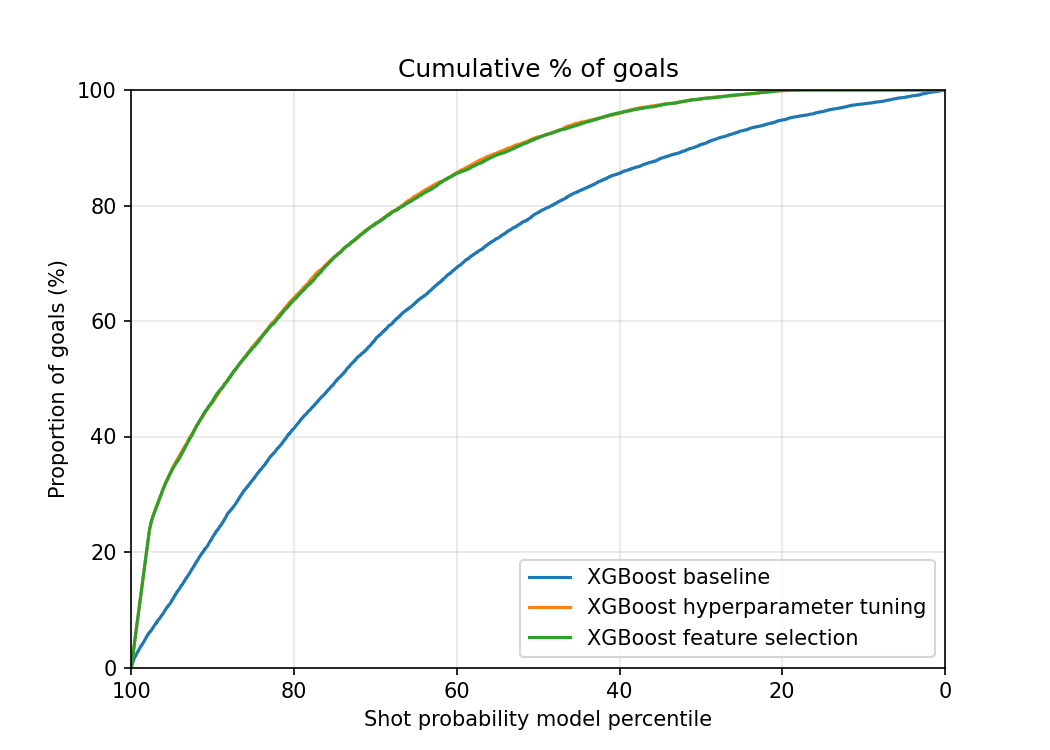 Cumulative % of goals
Proportion of goals (%)
100
80
60
40
20
0
XGBoost baseline
XGBoost hyperparameter tuning
XGBoost feature selection
100 80 60 40 20 0
Shot probability model percentile